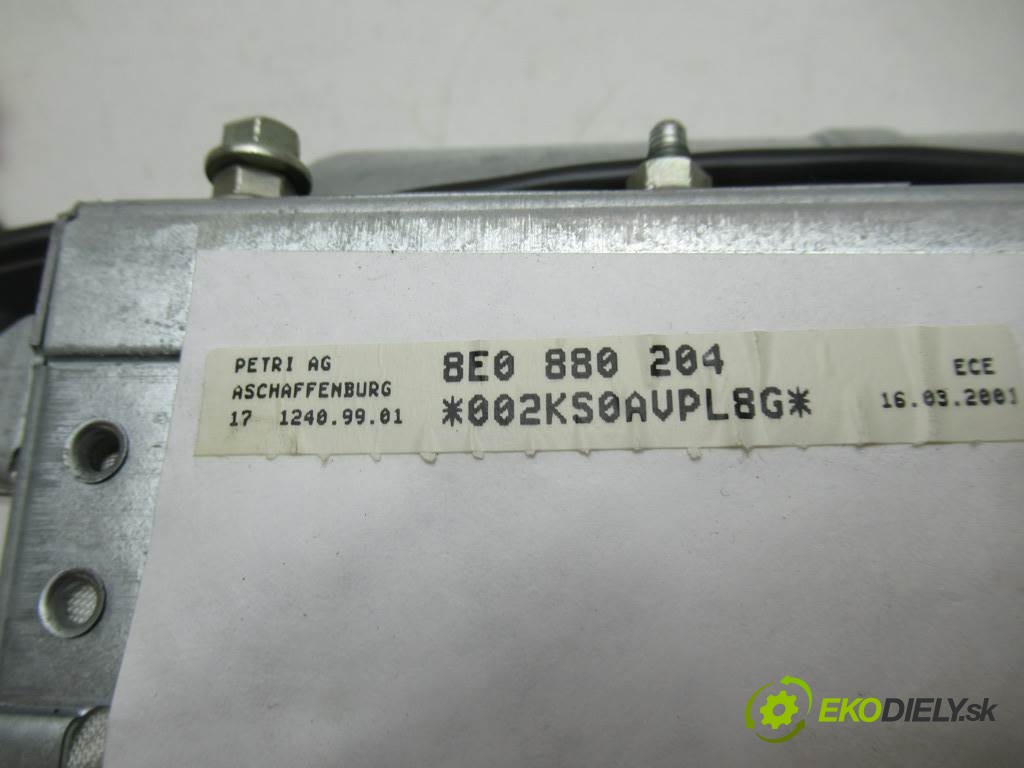 PETRI AG
ASCHAFFENBURG
17 1240.99.01
8E0 880 204
*002KS0AVPL8G*
ECE
16.03.2001
EKODIELY.sk